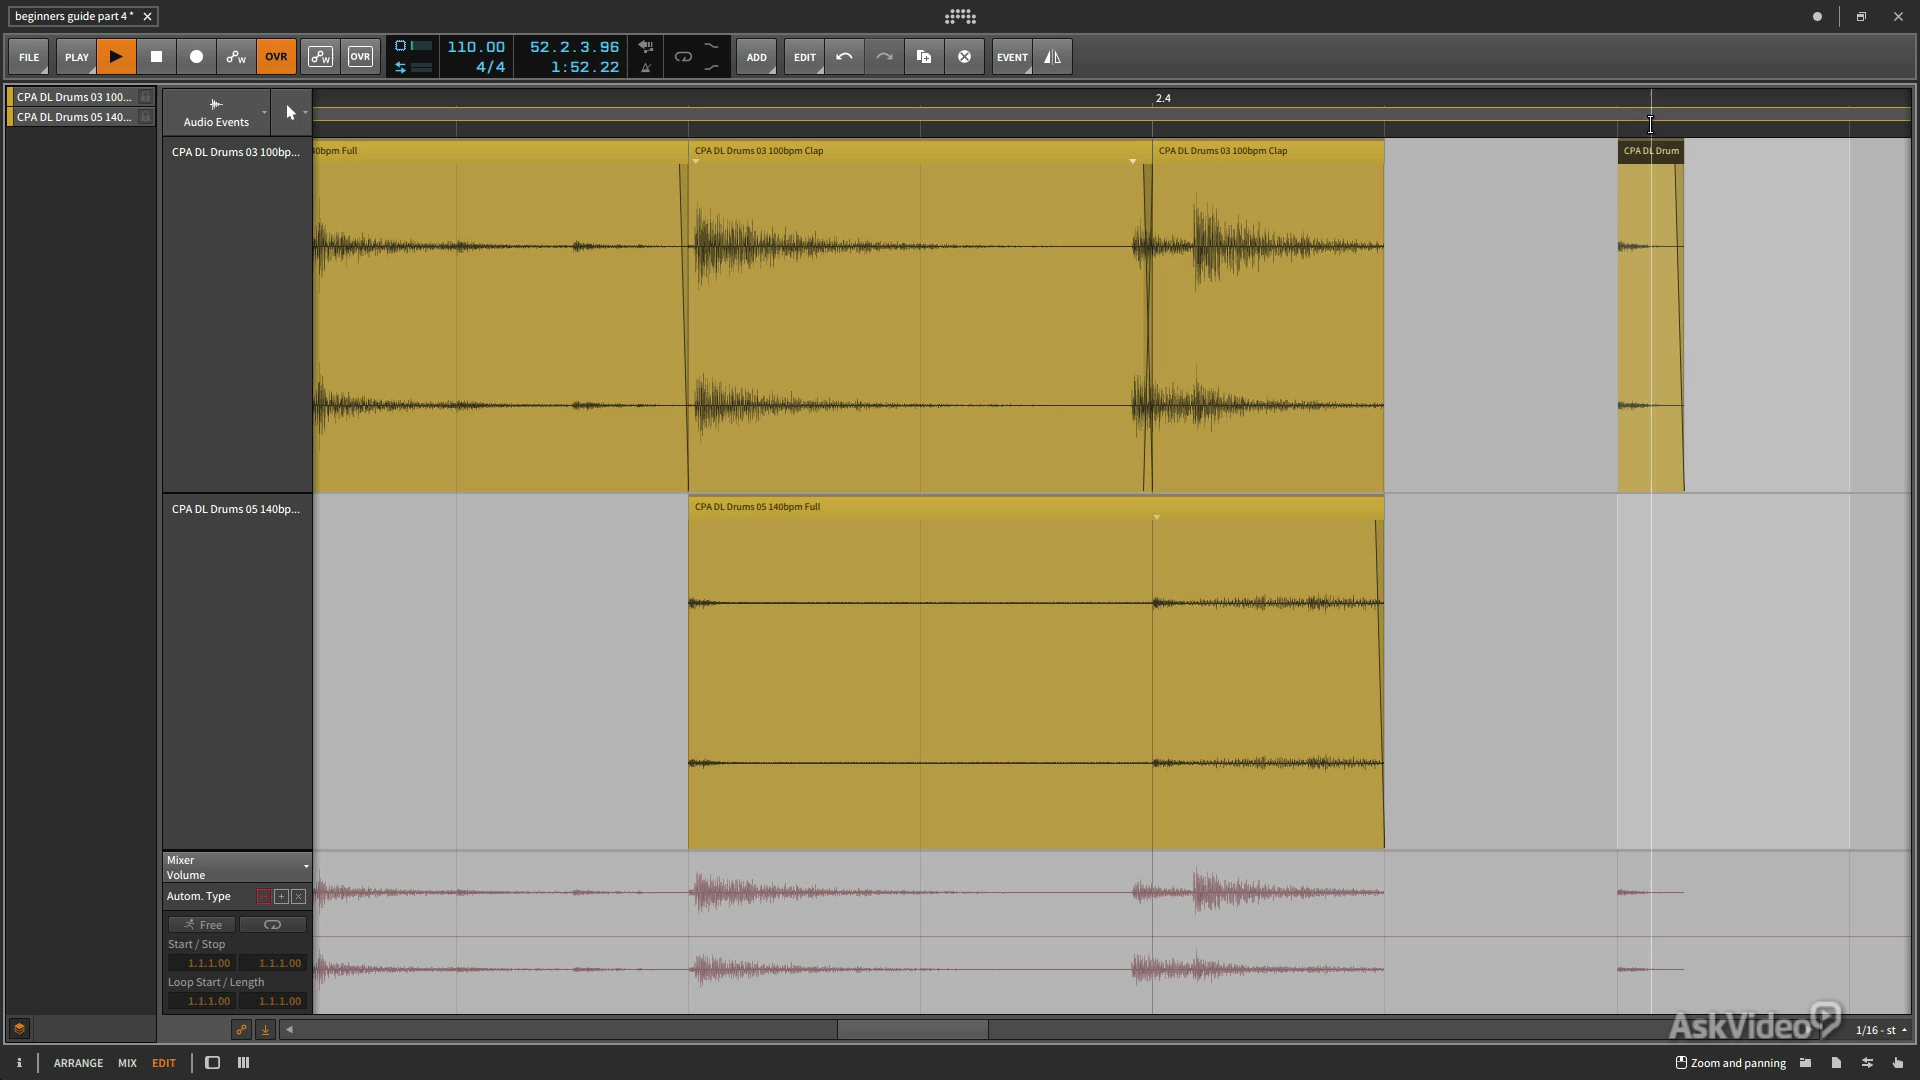 beginners guide part 4 *
FILE
PLAY
OVR
OVR
110.00
4/4
52.2.3.96
1:52.22
ADD
EDIT
EVENT
CPA DL Drums 03 100...
CPA DL Drums 05 140...
Audio Events
2.4
CPA DL Drums 03 100bp...
40bpm Full
CPA DL Drums 03 100bpm Clap
CPA DL Drums 03 100bpm Clap
CPA DL Drum
CPA DL Drums 05 140bp...
CPA DL Drums 05 140bpm Full
Mixer
Volume
Autom. Type
Free
Start / Stop
1.1.1.00 1.1.1.00
Loop Start / Length
1.1.1.00 1.1.1.00
AskVideo
1/16 - st
i
ARRANGE MIX EDIT
Zoom and panning